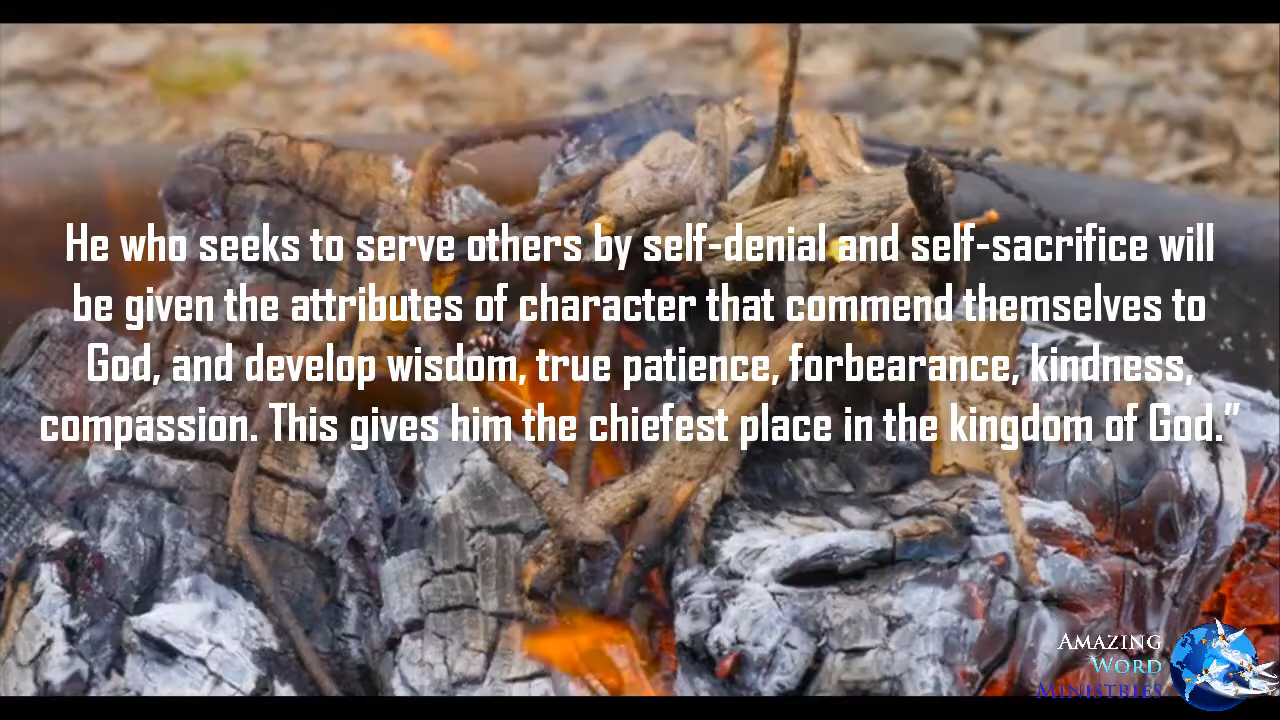 He who seeks to serve others by self-denial and self-sacrifice will
be given the attributes of character that commend themselves to
God, and develop wisdom, true patience, forbearance, kindness,
compassion. This gives him the chiefest place in the kingdom of God.”
Amazing
Word
Ministries